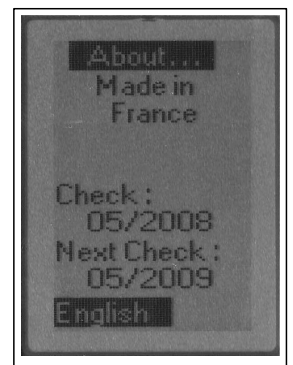 About...
Made in
France
Check :
05/2008
Next Check :
05/2009
English